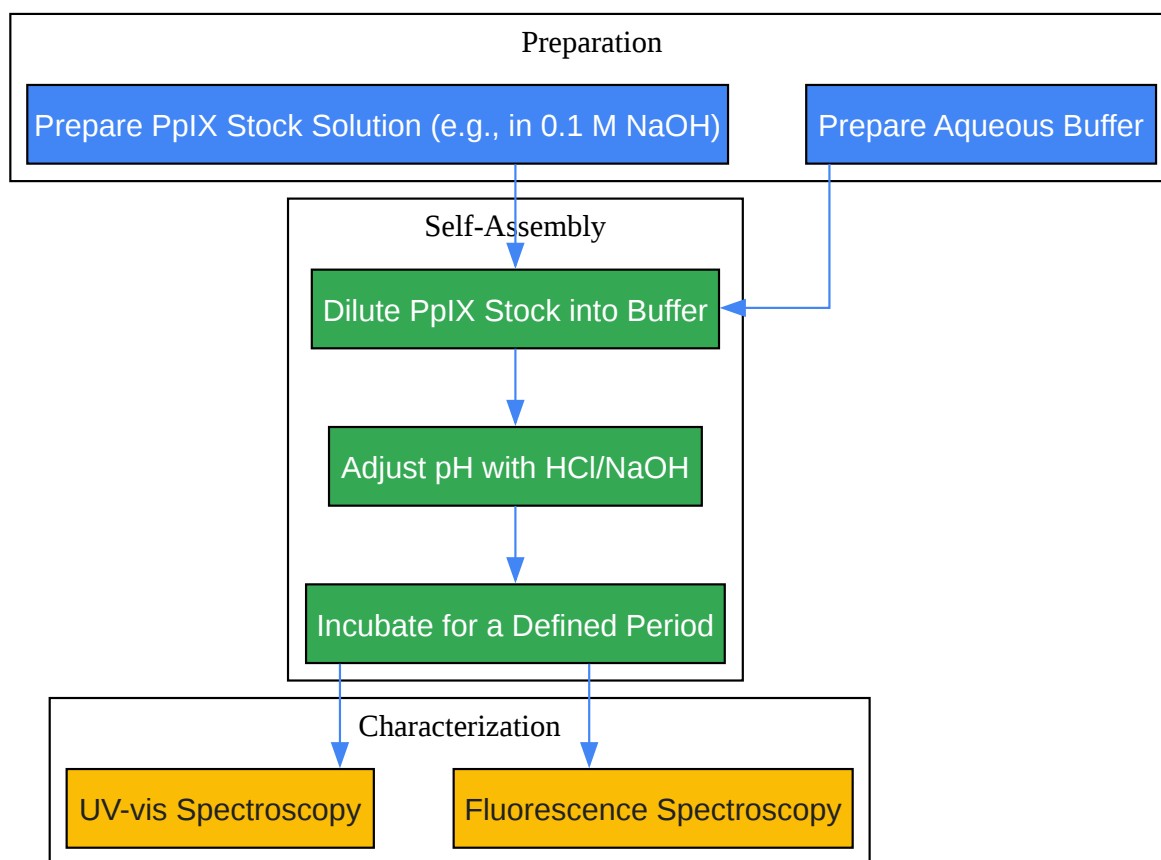 Preparation
Prepare PpIX Stock Solution (e.g., in 0.1 M NaOH)
Prepare Aqueous Buffer
Self-Assembly
Dilute PpIX Stock into Buffer
Adjust pH with HCl/NaOH
Incubate for a Defined Period
Characterization
UV-vis Spectroscopy
Fluorescence Spectroscopy